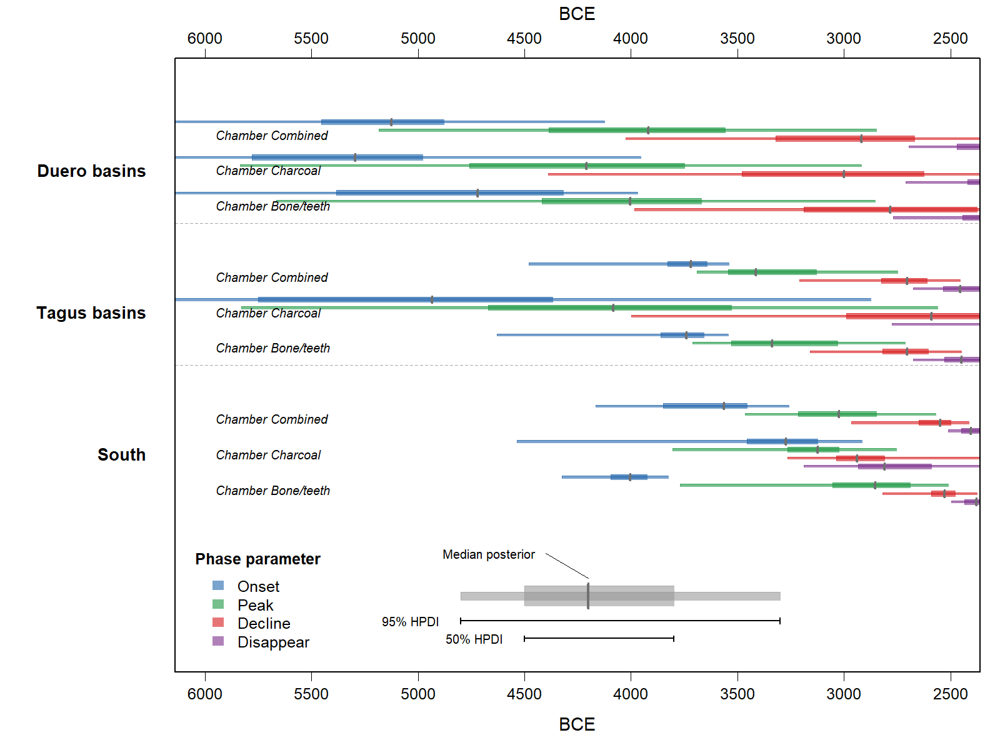 BCE
6000 5500 5000 4500 4000 3500 3000 2500
Chamber Combined
Duero basins
Chamber Charcoal
Chamber Bone/teeth
Chamber Combined
Tagus basins
Chamber Charcoal
Chamber Bone/teeth
Chamber Combined
South
Chamber Charcoal
Chamber Bone/teeth
Phase parameter
Onset
Peak
Decline
Disappear
Median posterior
95% HPDI
50% HPDI
6000 5500 5000 4500 4000 3500 3000 2500
BCE